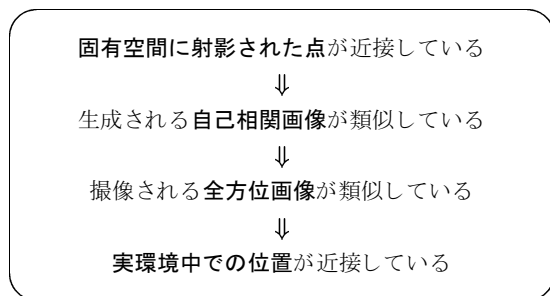 固有空間に射影された点が近接している
⇓
生成される自己相関画像が類似している
⇓
撮像される全方位画像が類似している
⇓
実環境中での位置が近接している